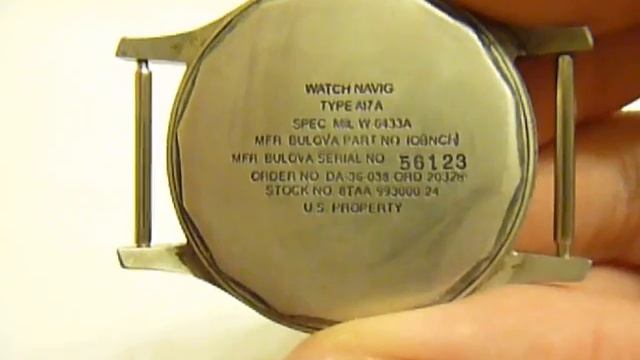 WATCH NAVIG
TYPE A17A
SPEC MIL W 6433A
MFR. BULOVA PART NO 10BNCH
MFR. BULOVA SERIAL NO 56123
ORDER NO. DA-36-038 ORD 20328
STOCK NO. 8TAA 993000 24
U.S. PROPERTY